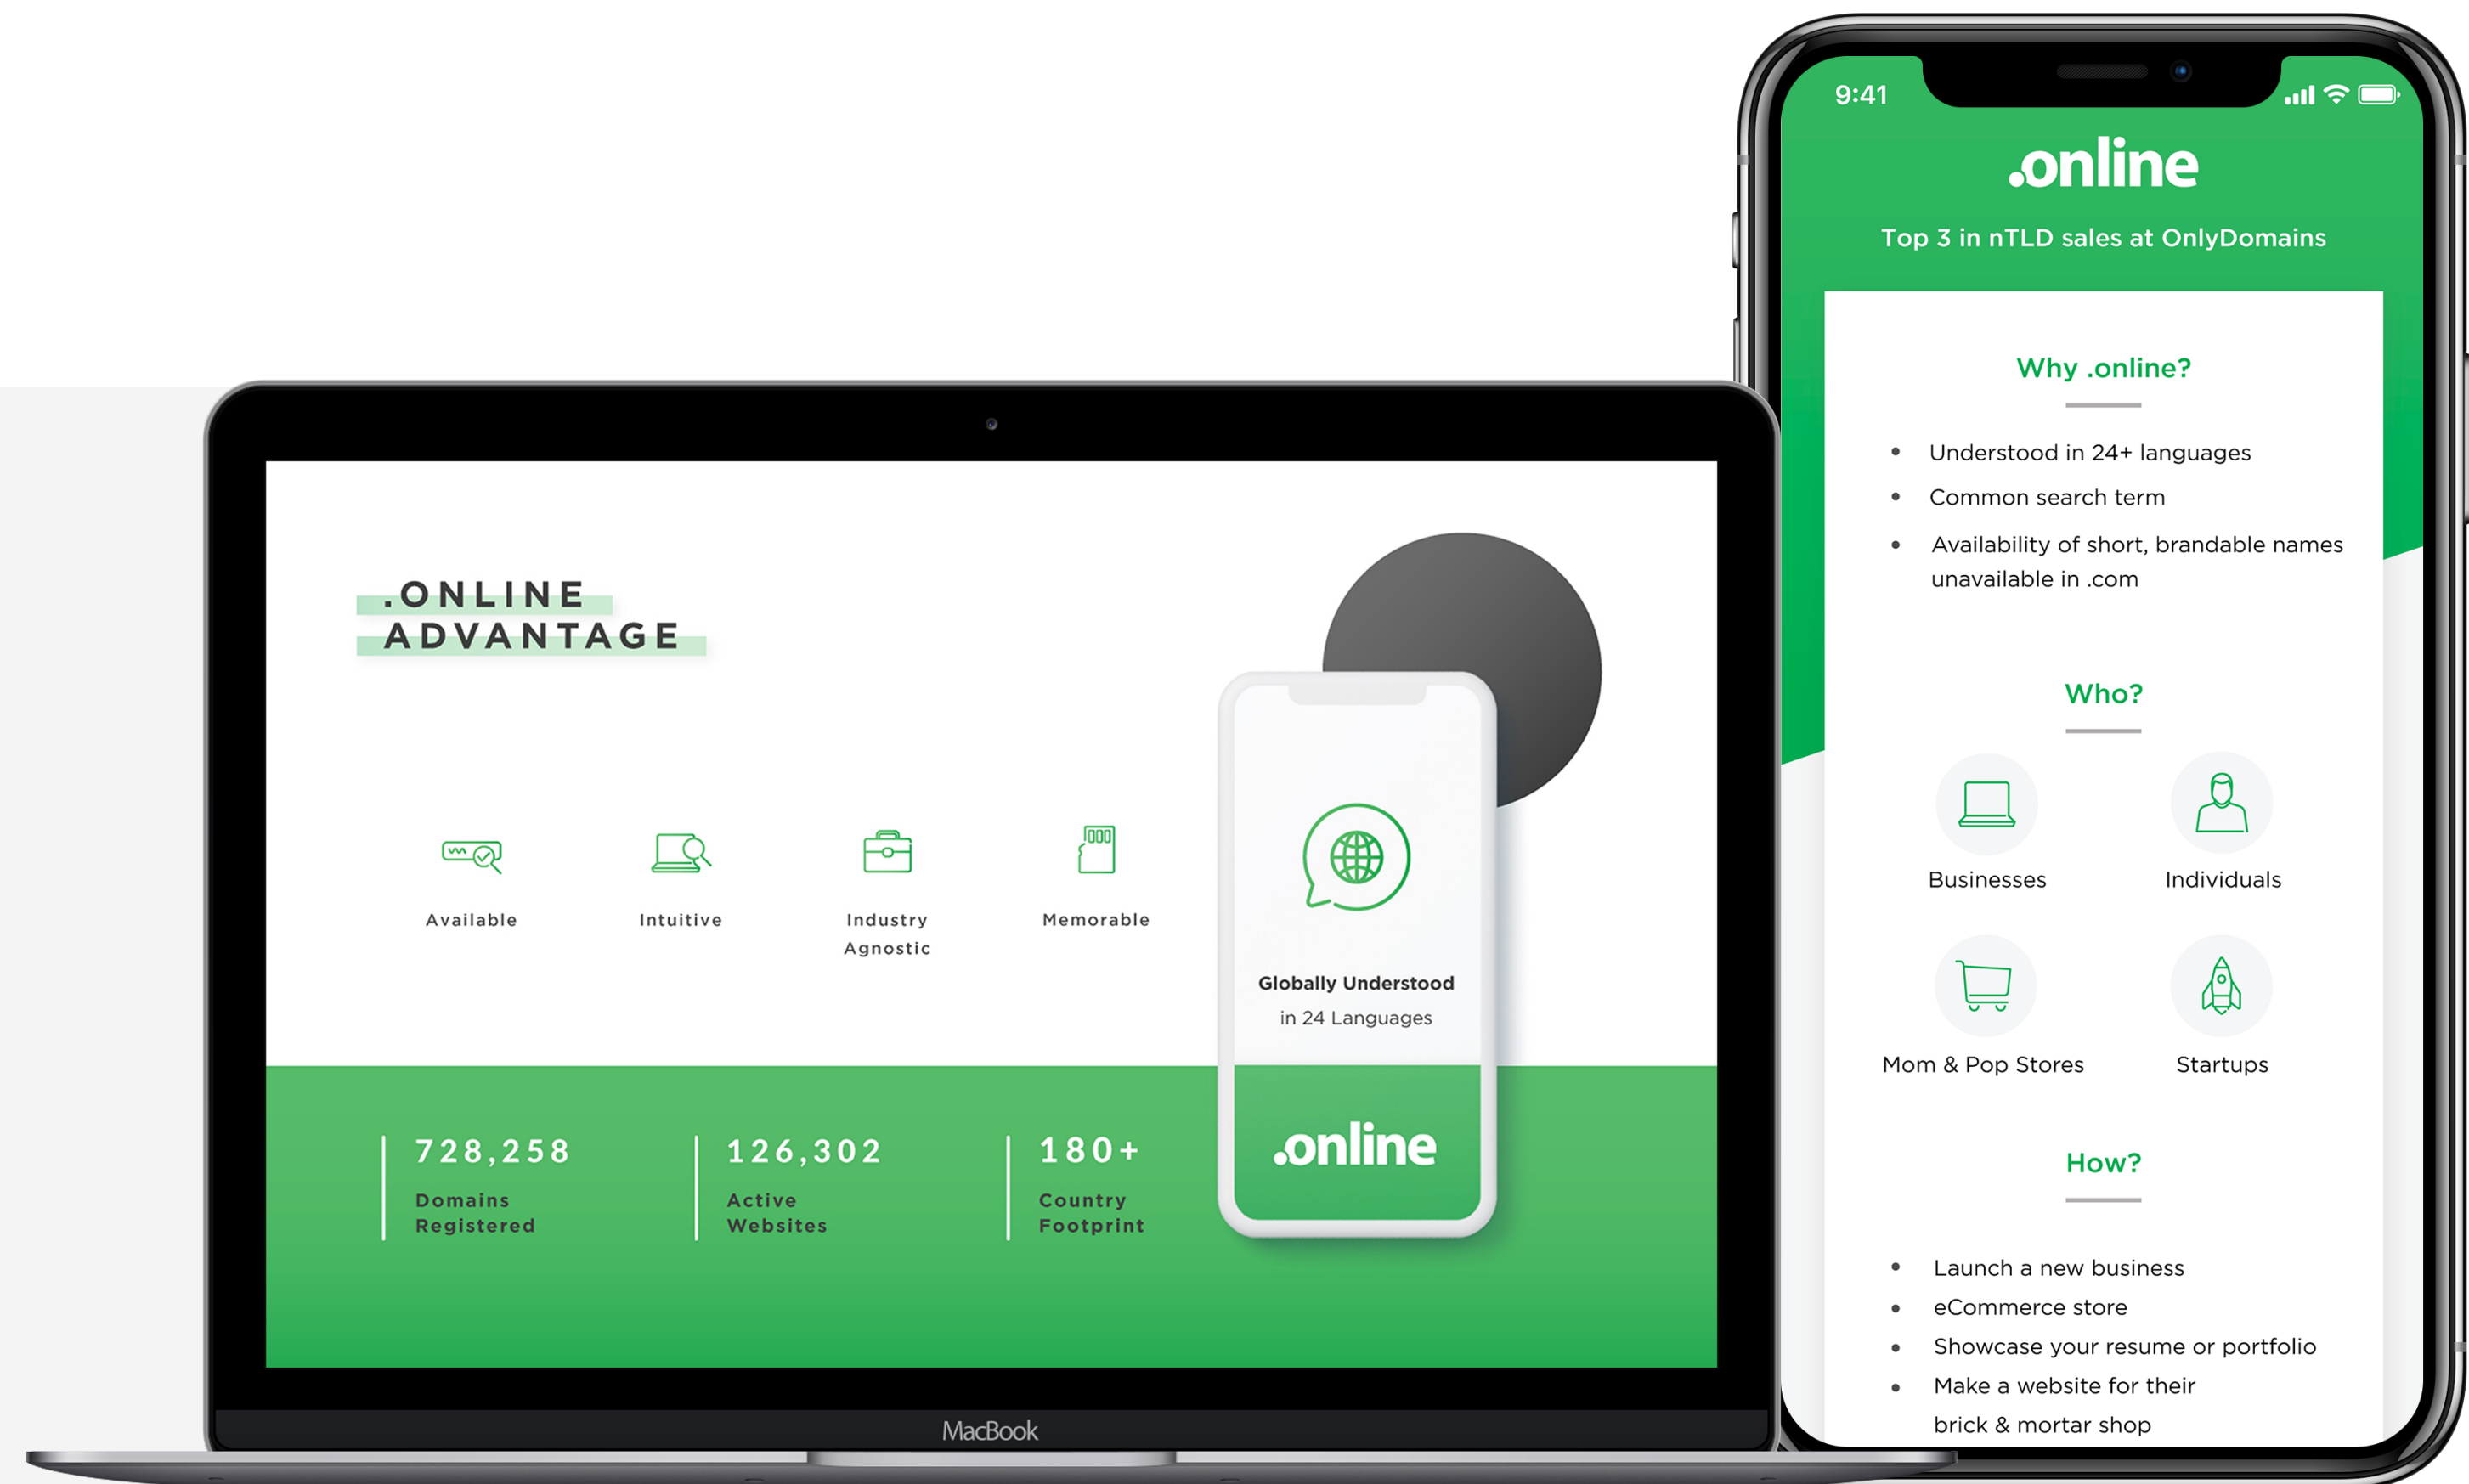 .ONLINE
ADVANTAGE
Available
Intuitive
Industry
Agnostic
Memorable
Globally Understood
in 24 Languages
.online
728,258
Domains
Registered
126,302
Active
Websites
180+
Country
Footprint
MacBook
9:41
.online
Top 3 in nTLD sales at OnlyDomains
Why .online?
• Understood in 24+ languages
• Common search term
• Availability of short, brandable names
unavailable in .com
Who?
Businesses
Individuals
Mom & Pop Stores
Startups
How?
• Launch a new business
• eCommerce store
• Showcase your resume or portfolio
• Make a website for their
brick & mortar shop